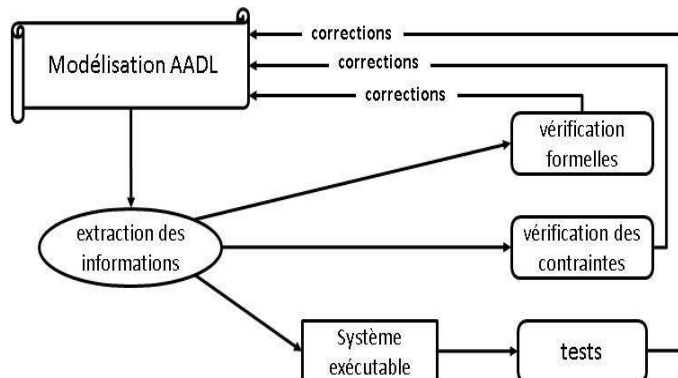 corrections
Modélisation AADL
corrections
corrections
vérification
formelles
extraction des
informations
vérification des
contraintes
Système
exécutable
tests